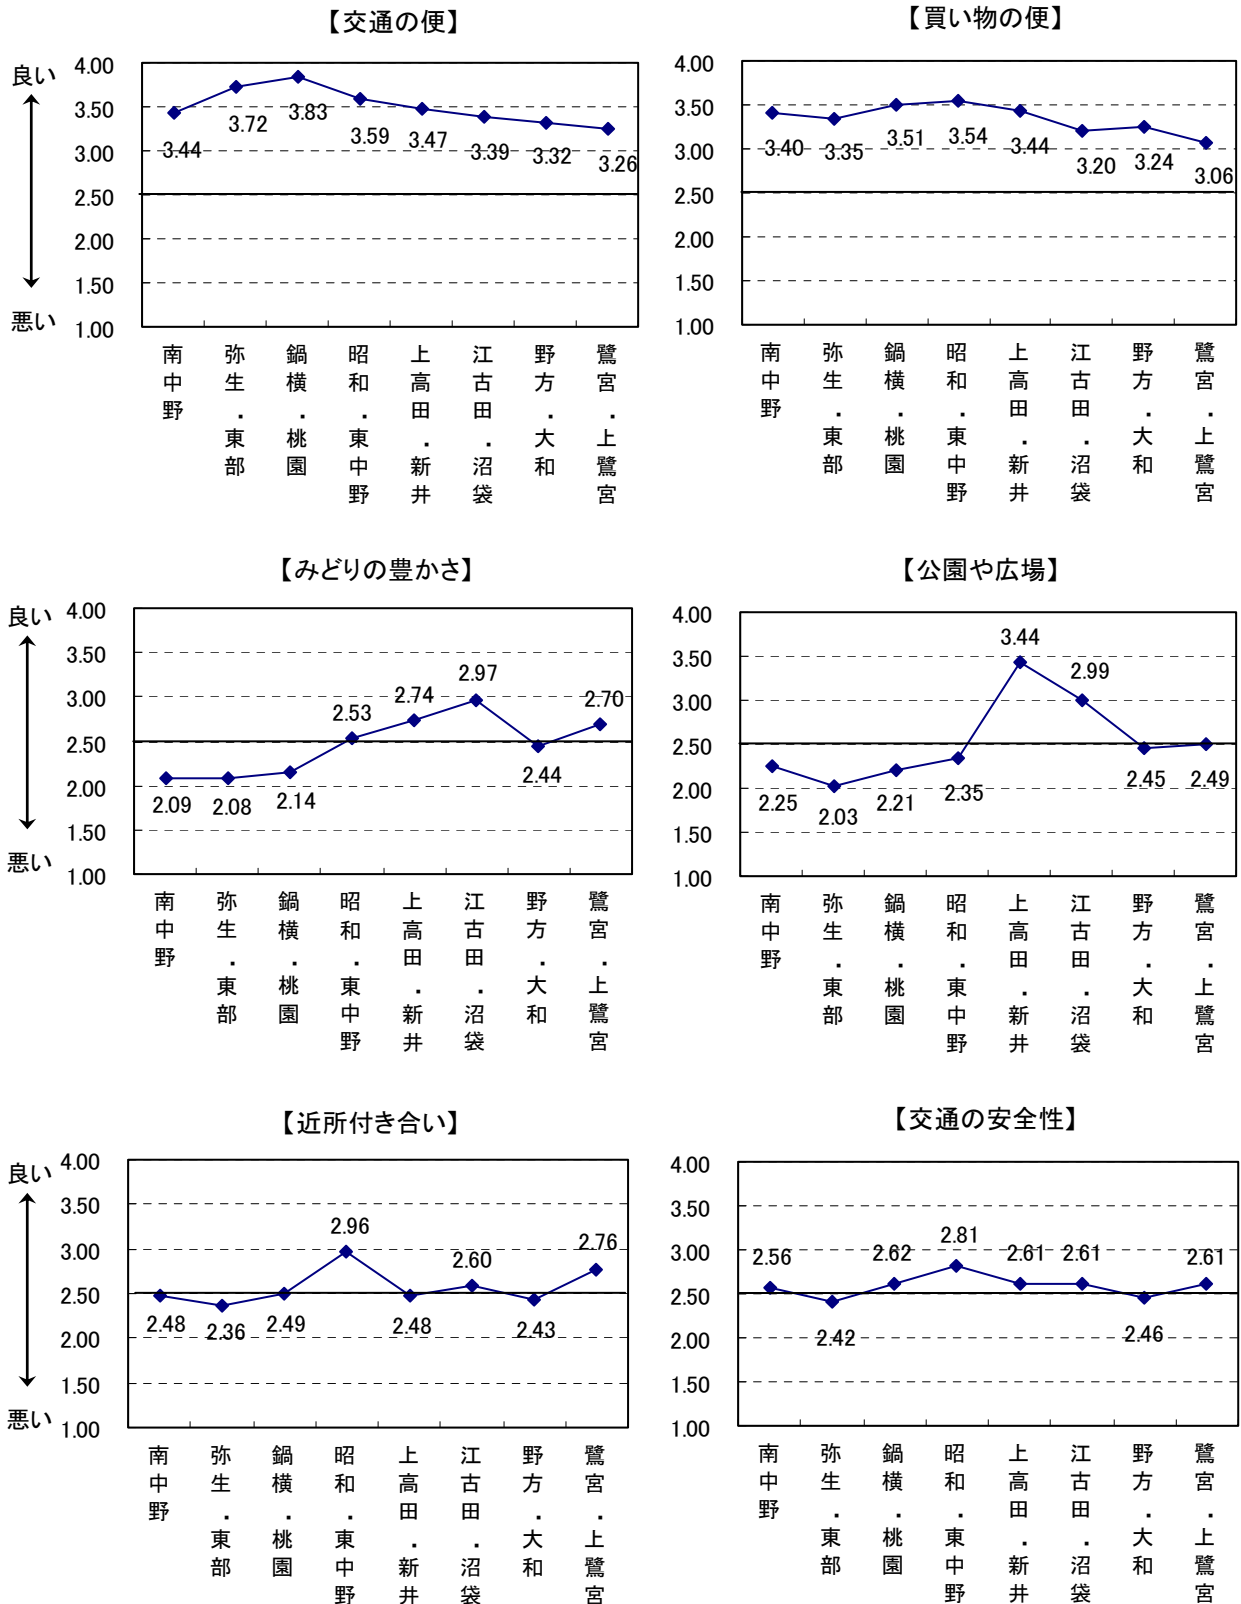 【交通の便】
良い
悪い
4.00
3.50
3.00
2.50
2.00
1.50
1.00
3.44
3.72
3.83
3.59
3.47
3.39
3.32
3.26
南中野
弥生・東部
鍋横・桃園
昭和・東中野
上高田・新井
江古田・沼袋
野方・大和
鷺宮・上鷺宮
【買い物の便】
4.00
3.50
3.00
2.50
2.00
1.50
1.00
3.40
3.35
3.51
3.54
3.44
3.20
3.24
3.06
南中野
弥生・東部
鍋横・桃園
昭和・東中野
上高田・新井
江古田・沼袋
野方・大和
鷺宮・上鷺宮
【みどりの豊かさ】
良い
悪い
4.00
3.50
3.00
2.50
2.00
1.50
1.00
2.09
2.08
2.14
2.53
2.74
2.97
2.44
2.70
南中野
弥生・東部
鍋横・桃園
昭和・東中野
上高田・新井
江古田・沼袋
野方・大和
鷺宮・上鷺宮
【公園や広場】
4.00
3.50
3.00
2.50
2.00
1.50
1.00
2.25
2.03
2.21
2.35
3.44
2.99
2.45
2.49
南中野
弥生・東部
鍋横・桃園
昭和・東中野
上高田・新井
江古田・沼袋
野方・大和
鷺宮・上鷺宮
【近所付き合い】
良い
悪い
4.00
3.50
3.00
2.50
2.00
1.50
1.00
2.48
2.36
2.49
2.96
2.48
2.60
2.43
2.76
南中野
弥生・東部
鍋横・桃園
昭和・東中野
上高田・新井
江古田・沼袋
野方・大和
鷺宮・上鷺宮
【交通の安全性】
4.00
3.50
3.00
2.50
2.00
1.50
1.00
2.56
2.42
2.62
2.81
2.61
2.61
2.46
2.61
南中野
弥生・東部
鍋横・桃園
昭和・東中野
上高田・新井
江古田・沼袋
野方・大和
鷺宮・上鷺宮